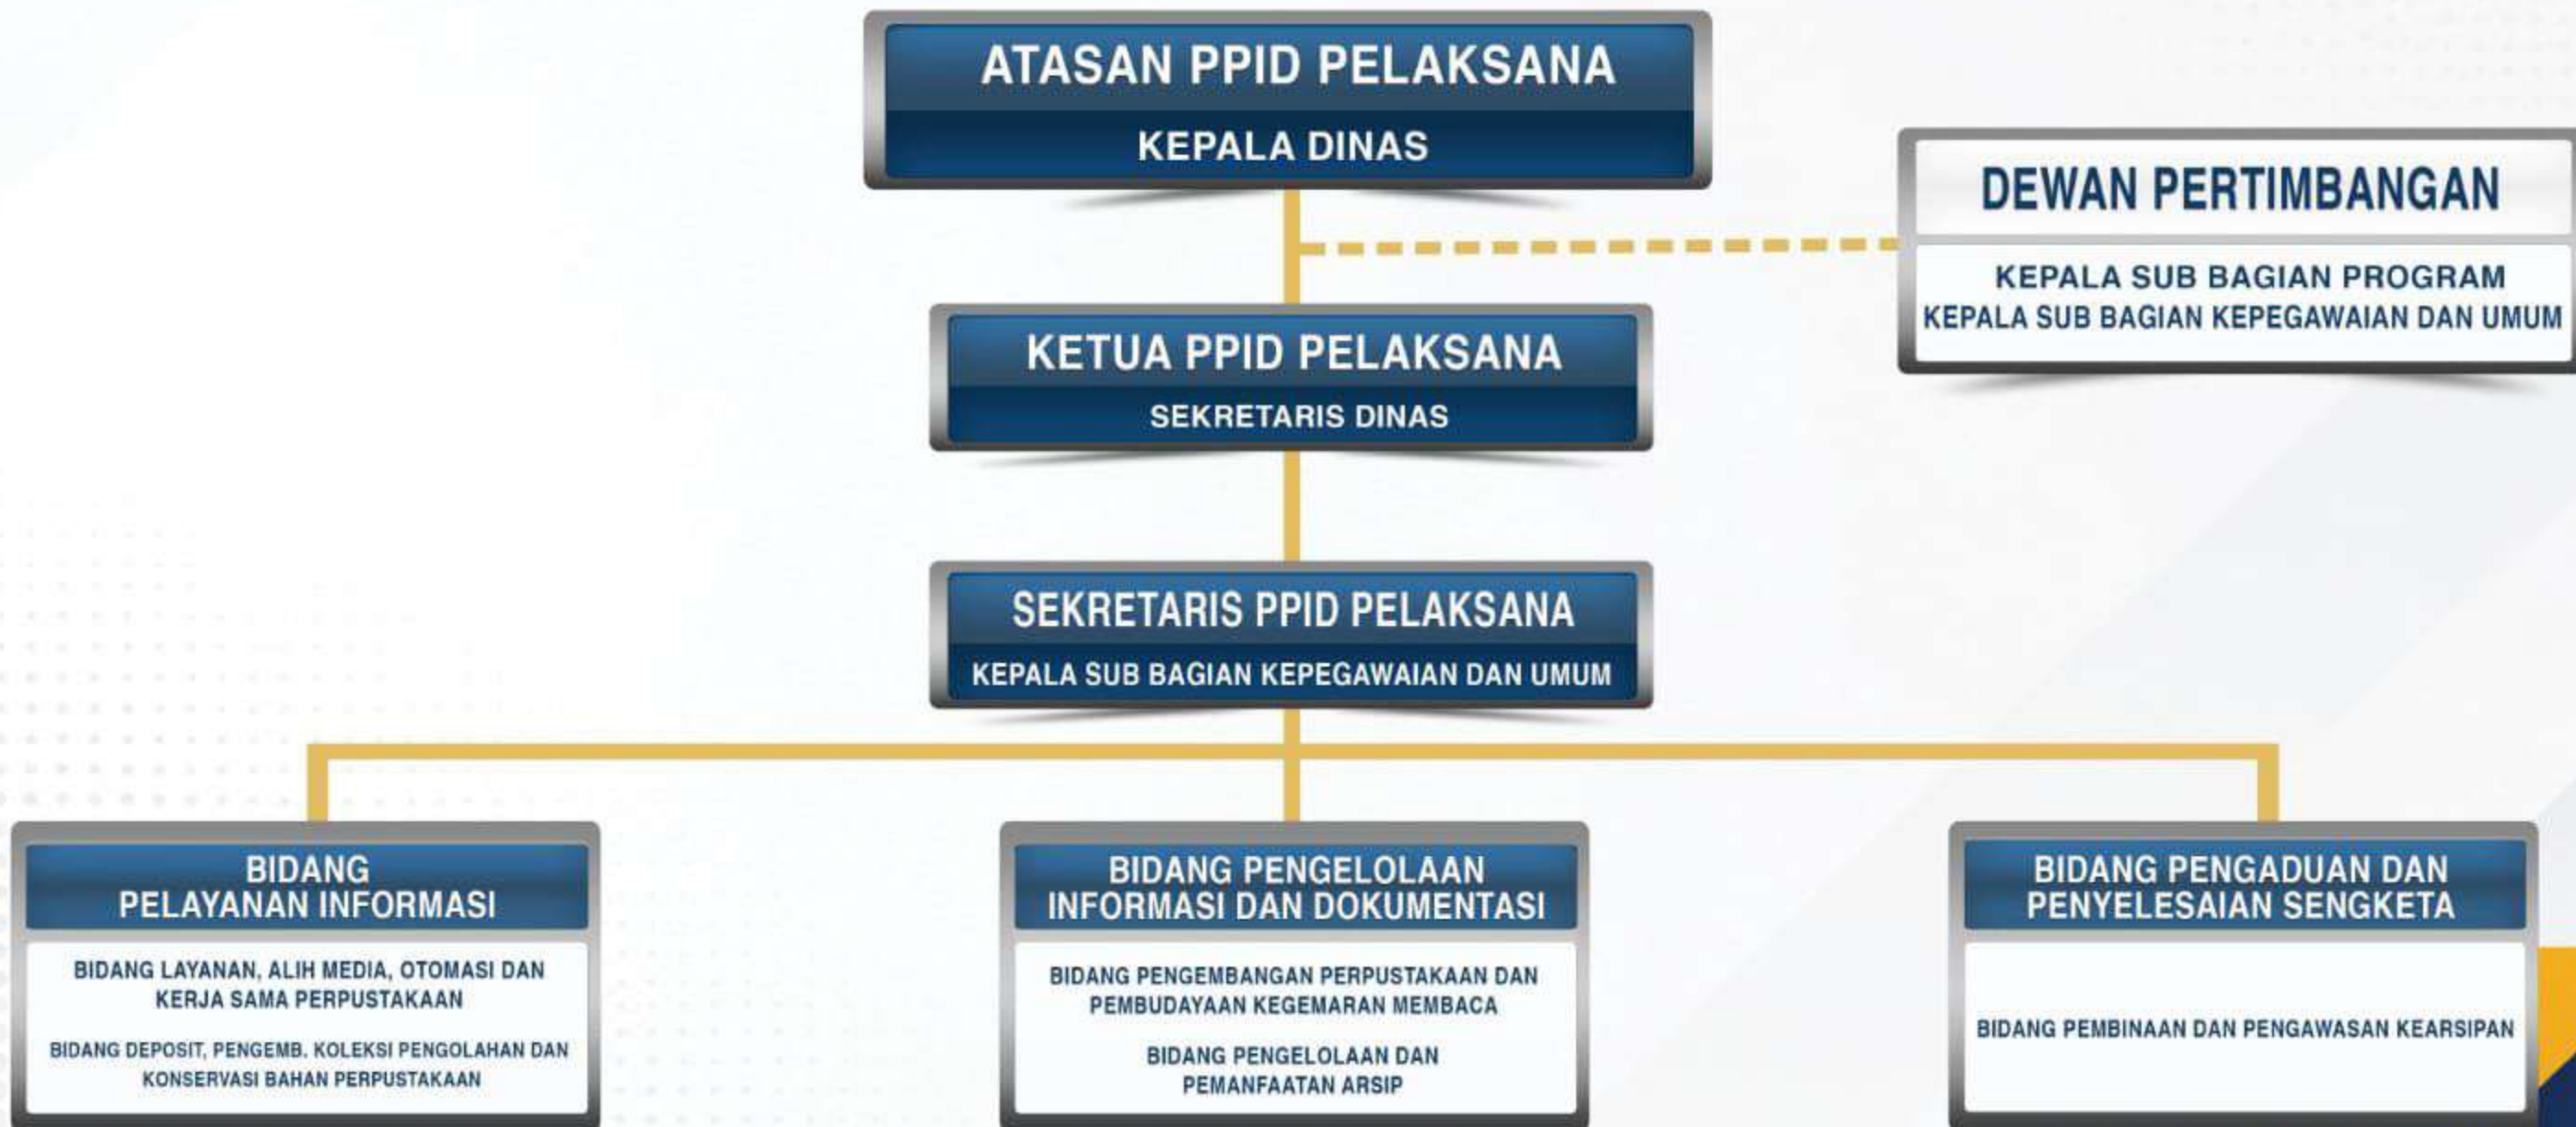 ATASAN PPID PELAKSANA
KEPALA DINAS
DEWAN PERTIMBANGAN
KEPALA SUB BAGIAN PROGRAM
KEPALA SUB BAGIAN KEPEGAWAIAN DAN UMUM
KETUA PPID PELAKSANA
SEKRETARIS DINAS
SEKRETARIS PPID PELAKSANA
KEPALA SUB BAGIAN KEPEGAWAIAN DAN UMUM
BIDANG
PELAYANAN INFORMASI
BIDANG LAYANAN, ALIH MEDIA, OTOMASI DAN
KERJA SAMA PERPUSTAKAAN
BIDANG DEPOSIT, PENGEMB. KOLEKSI PENGOLAHAN DAN
KONSERVASI BAHAN PERPUSTAKAAN
BIDANG PENGELOLAAN
INFORMASI DAN DOKUMENTASI
BIDANG PENGEMBANGAN PERPUSTAKAAN DAN
PEMBUDAYAAN KEGEMARAN MEMBACA
BIDANG PENGELOLAAN DAN
PEMANFAATAN ARSIP
BIDANG PENGADUAN DAN
PENYELESAIAN SENGKETA
BIDANG PEMBINAAN DAN PENGAWASAN KEARSIPAN